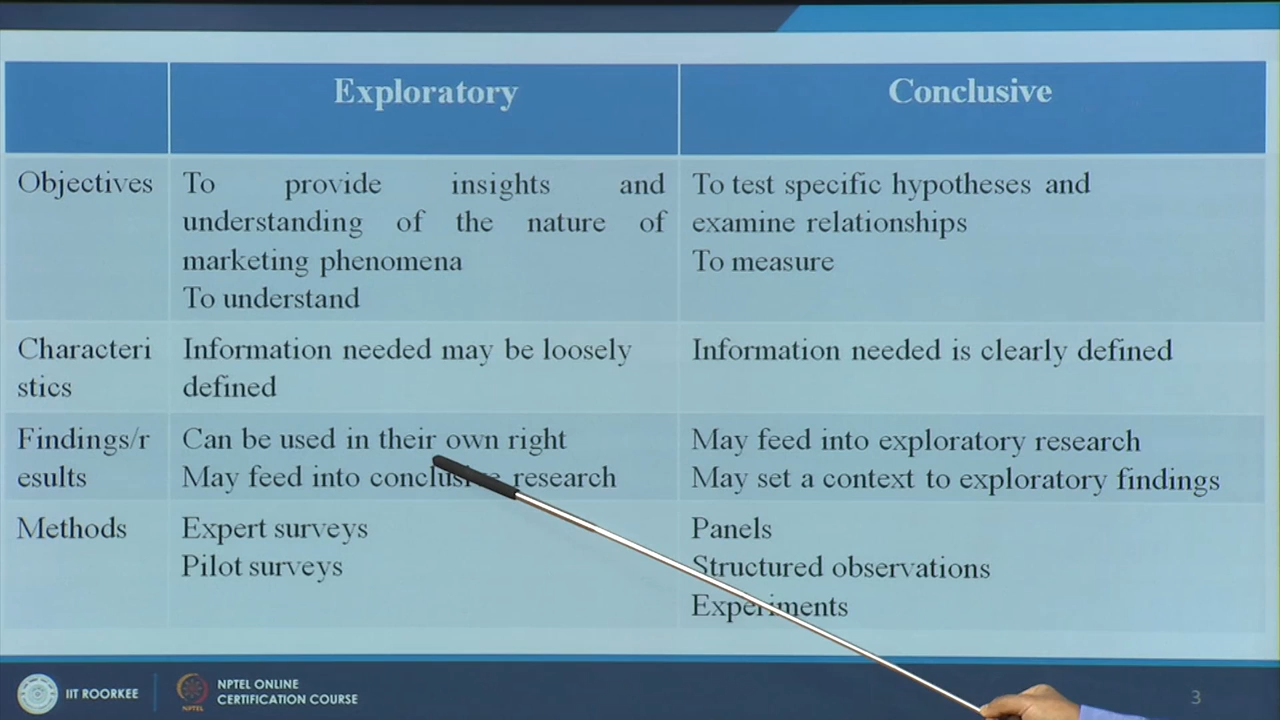 Exploratory
Conclusive
Objectives
To provide insights and
understanding of the nature of
marketing phenomena
To understand
To test specific hypotheses and
examine relationships
To measure
Characteri
stics
Information needed may be loosely
defined
Information needed is clearly defined
Findings/r
esults
Can be used in their own right
May feed into conclusive research
May feed into exploratory research
May set a context to exploratory findings
Methods
Expert surveys
Pilot surveys
Panels
Structured observations
Experiments
IIT ROORKEE
NPTEL
NPTEL ONLINE
CERTIFICATION COURSE
3